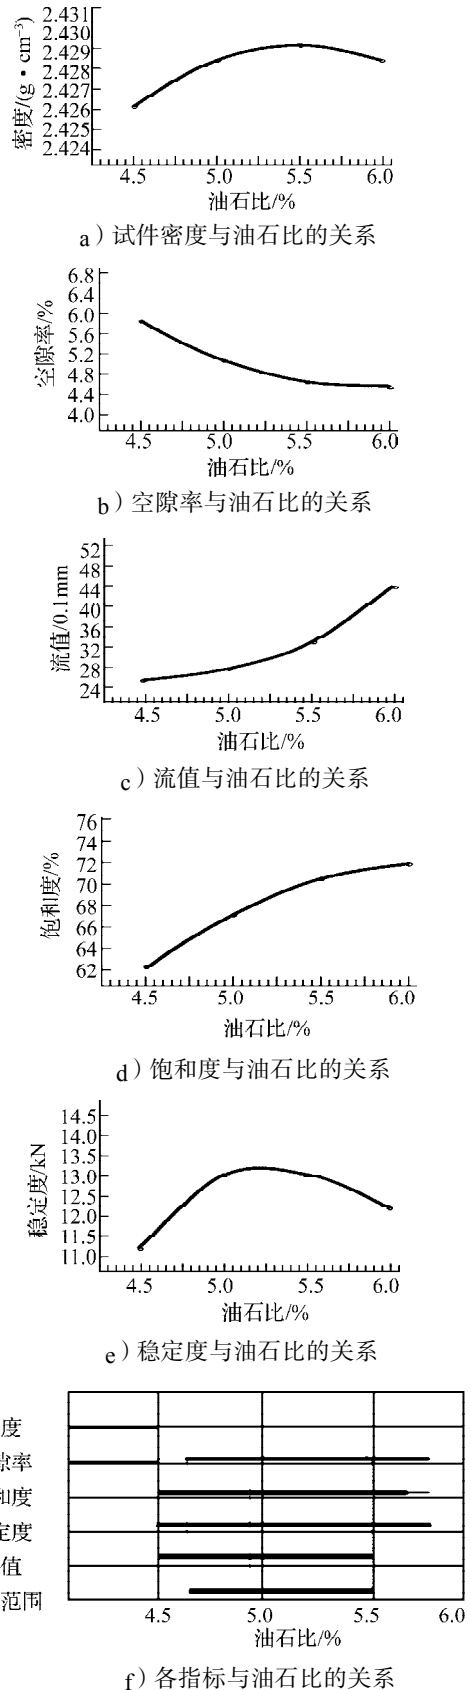 2.431
2.429
2.428
2.427
2.426
2.425
2.424
密度/(g·cm⁻³)
4.5 5.0 5.5 6.0
油石比/%
a）试件密度与油石比的关系
6.8
6.4
6.0
5.6
5.2
4.8
4.4
4.0
空隙率/%
4.5 5.0 5.5 6.0
油石比/%
b）空隙率与油石比的关系
52
48
44
40
36
32
28
24
流值/0.1mm
4.5 5.0 5.5 6.0
油石比/%
c）流值与油石比的关系
76
74
72
70
68
66
64
62
饱和度/%
4.5 5.0 5.5 6.0
油石比/%
d）饱和度与油石比的关系
14.5
14.0
13.5
13.0
12.5
12.0
11.5
11.0
稳定度/kN
4.5 5.0 5.5 6.0
油石比/%
e）稳定度与油石比的关系
度
隙率
和度
定度
值
范围
4.5 5.0 5.5 6.0
油石比/%
f）各指标与油石比的关系